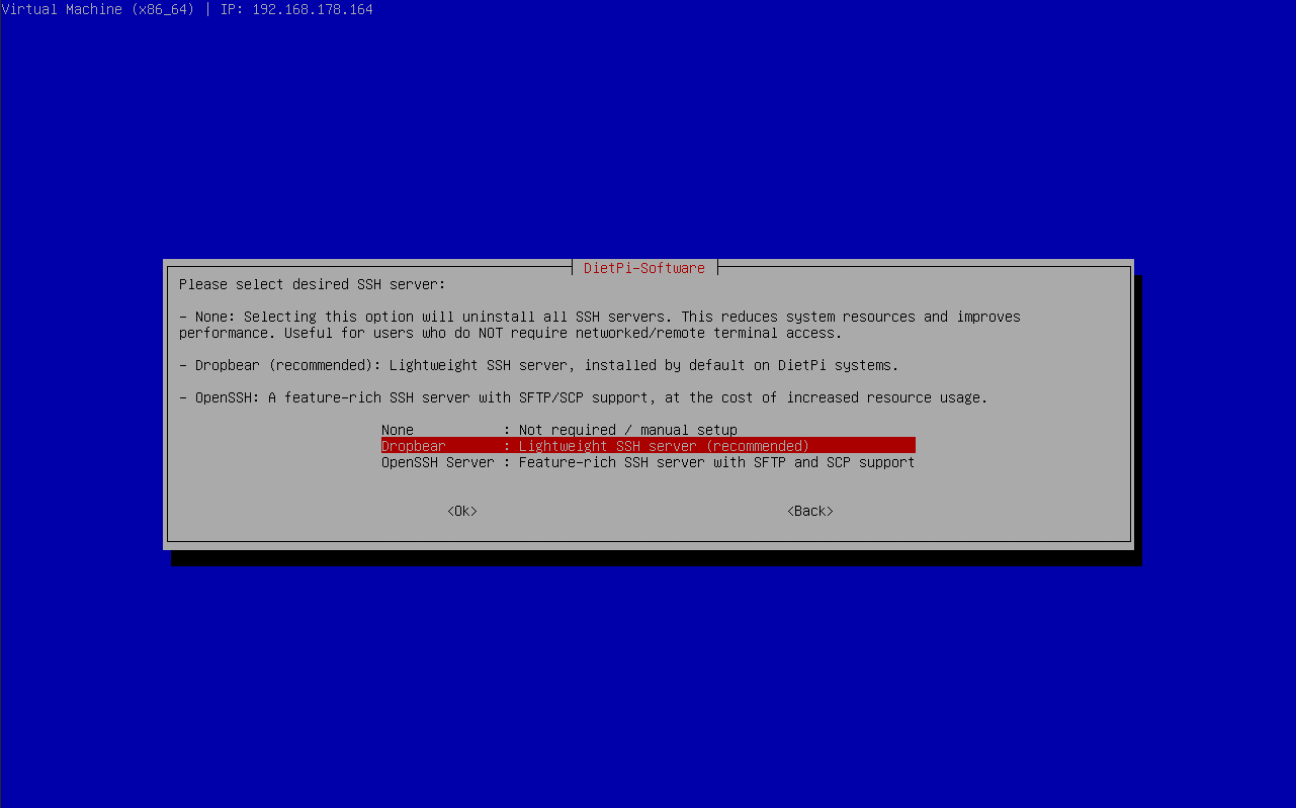 Virtual Machine (x86_64) | IP: 192.168.178.164
DietPi-Software
Please select desired SSH server:
- None: Selecting this option will uninstall all SSH servers. This reduces system resources and improves
performance. Useful for users who do NOT require networked/remote terminal access.
- Dropbear (recommended): Lightweight SSH server, installed by default on DietPi systems.
- OpenSSH: A feature-rich SSH server with SFTP/SCP support, at the cost of increased resource usage.
None : Not required / manual setup
Dropbear : Lightweight SSH server (recommended)
OpenSSH Server : Feature-rich SSH server with SFTP and SCP support
<Ok> <Back>